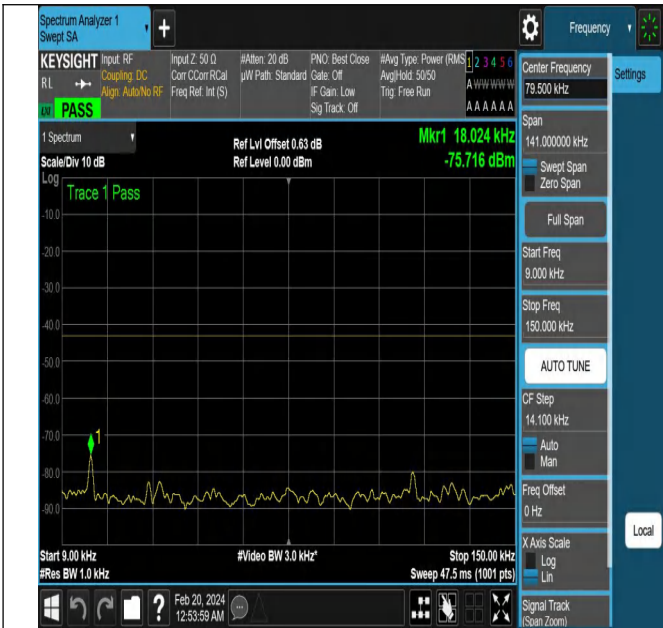 Spectrum Analyzer 1
Swept SA
+
Frequency
KEYSIGHT
RL
PASS
Input: RF
Coupling: DC
Align: Auto/No RF
Input Z: 50 Ω
Corr CCorr RCal
Freq Ref: Int (S)
#Atten: 20 dB
µW Path: Standard
PNO: Best Close
Gate: Off
IF Gain: Low
Sig Track: Off
#Avg Type: Power (RMS
Avg|Hold: 50/50
Trig: Free Run
1 2 3 4 5 6
A W W W W W
A A A A A A
1 Spectrum
Scale/Div 10 dB
Ref Lvl Offset 0.63 dB
Ref Level 0.00 dBm
Mkr1 18.024 kHz
-75.716 dBm
Log
Trace 1 Pass
-10.0
-20.0
-30.0
-40.0
-50.0
-60.0
-70.0
-80.0
-90.0
1
Start 9.00 kHz
#Res BW 1.0 kHz
#Video BW 3.0 kHz*
Stop 150.00 kHz
Sweep 47.5 ms (1001 pts)
Center Frequency
79.500 kHz
Settings
Span
141.000000 kHz
Swept Span
Zero Span
Full Span
Start Freq
9.000 kHz
Stop Freq
150.000 kHz
AUTO TUNE
CF Step
14.100 kHz
Auto
Man
Freq Offset
0 Hz
X Axis Scale
Log
Lin
Local
Signal Track
(Span Zoom)
?
Feb 20, 2024
12:53:59 AM